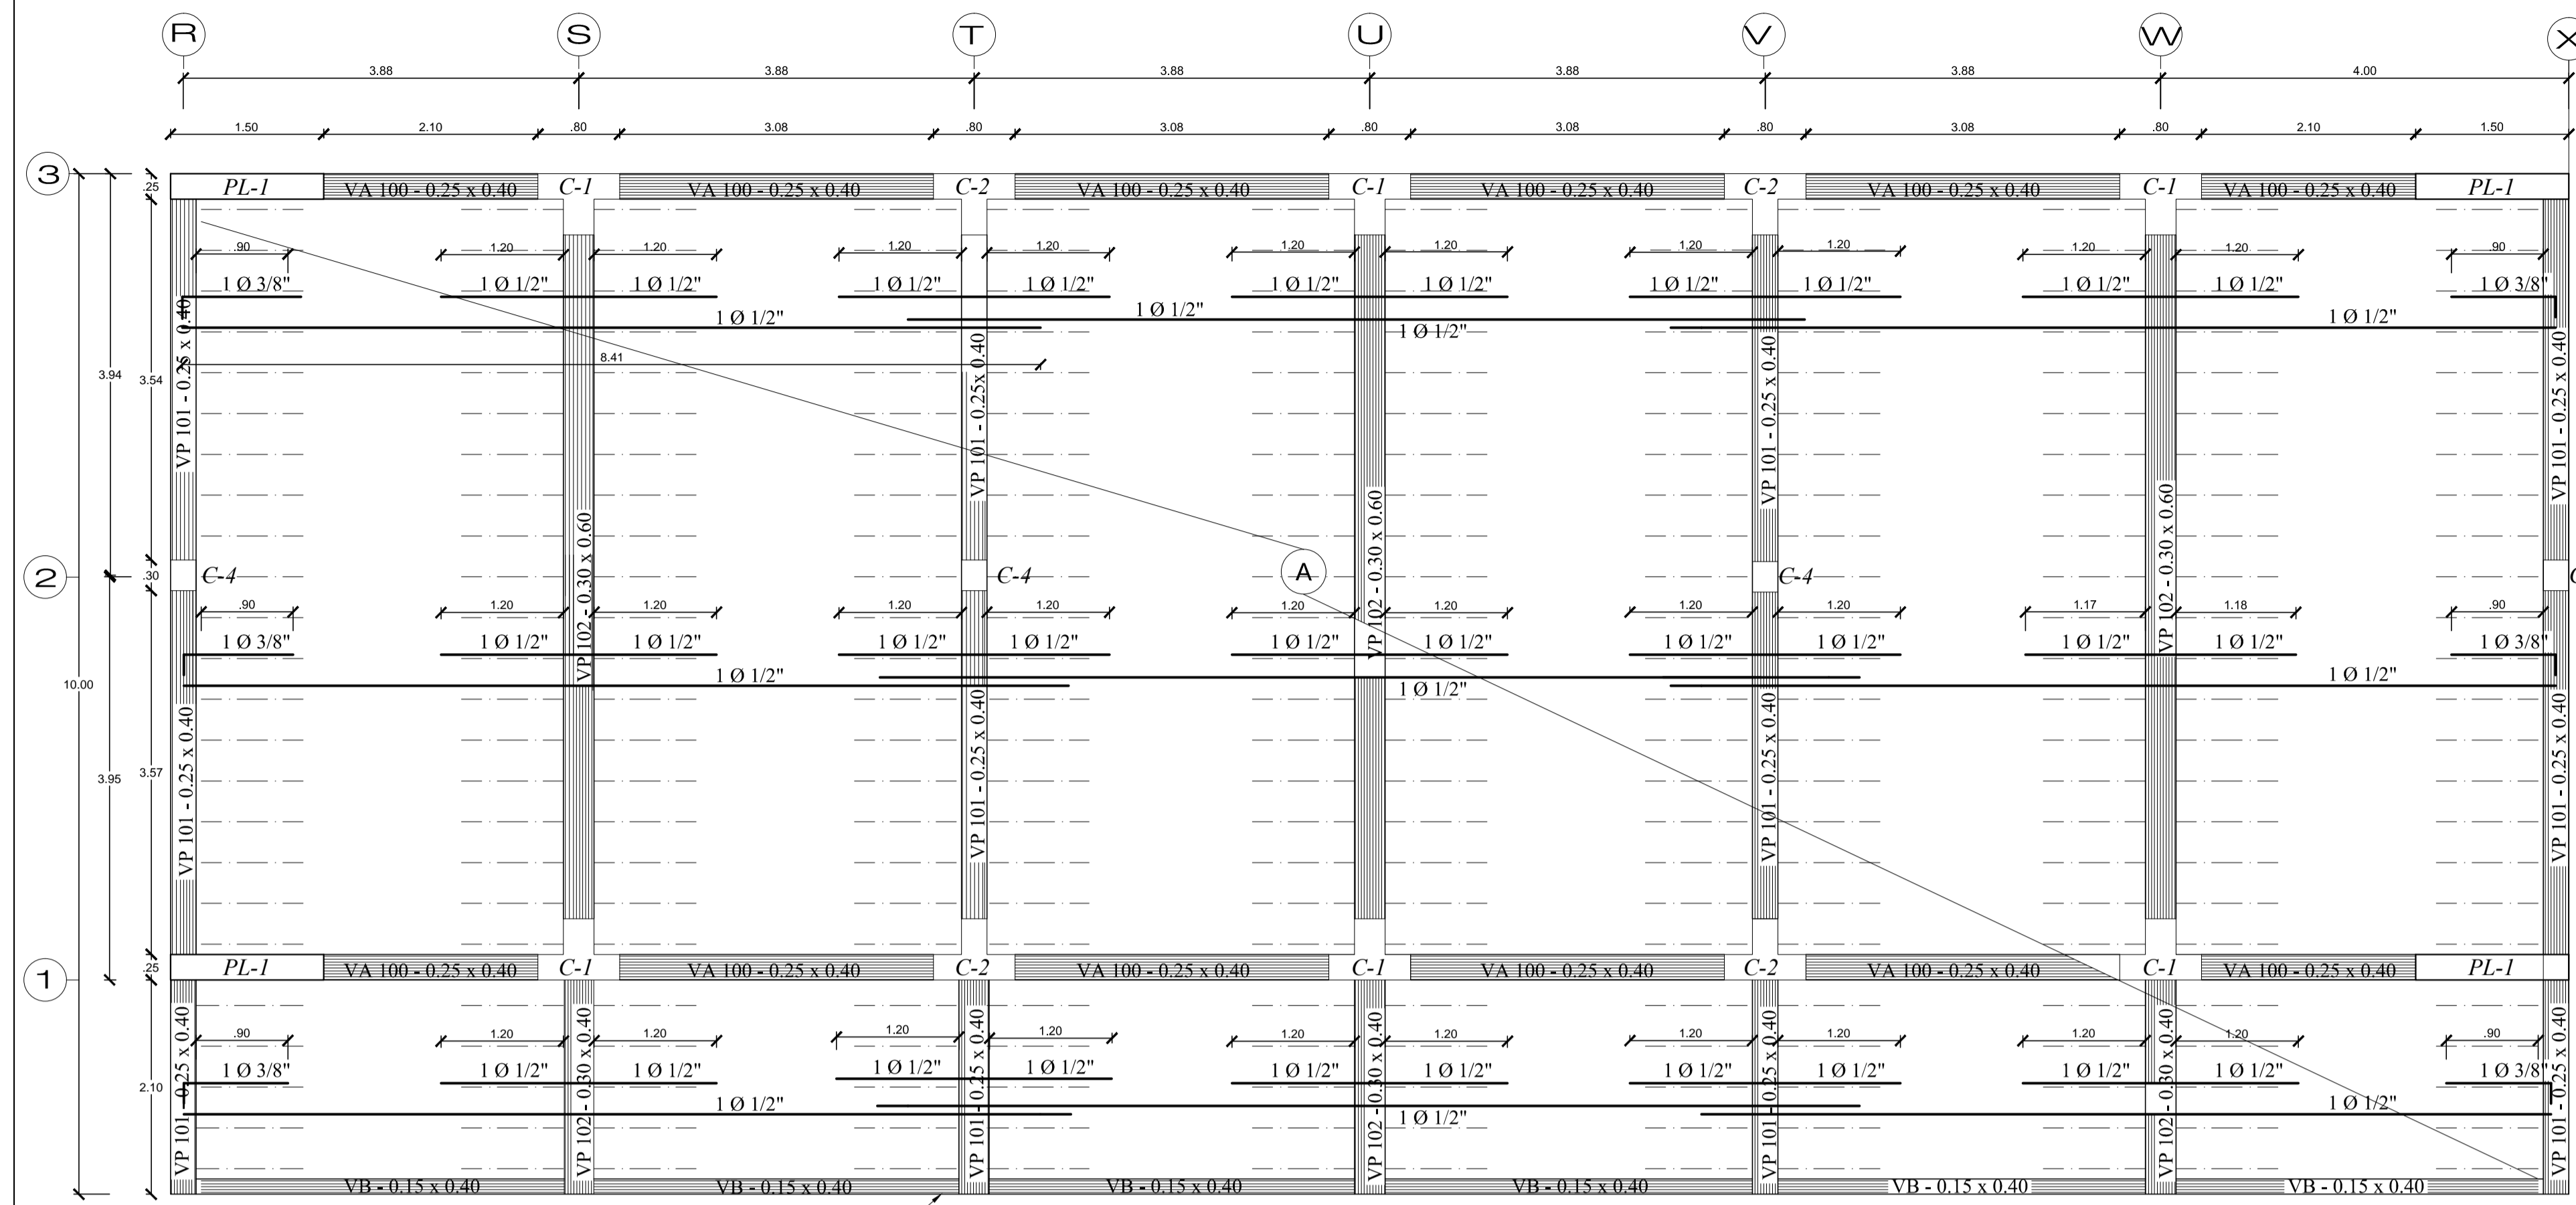 R S T U V W X
3.88 3.88 3.88 3.88 3.88 4.00
1.50 2.10 .80 3.08 .80 3.08 .80 3.08 .80 3.08 .80 2.10 1.50
3 .25 PL-1 VA 100 - 0.25 x 0.40 C-1 VA 100 - 0.25 x 0.40 C-2 VA 100 - 0.25 x 0.40 C-1 VA 100 - 0.25 x 0.40 C-2 VA 100 - 0.25 x 0.40 C-1 VA 100 - 0.25 x 0.40 PL-1
.90 1.20 1.20 1.20 1.20 1.20 1.20 1.20 1.20 1.20 1.20 .90
1 Ø 3/8" 1 Ø 1/2" 1 Ø 1/2" 1 Ø 1/2" 1 Ø 1/2" 1 Ø 1/2" 1 Ø 1/2" 1 Ø 1/2" 1 Ø 1/2" 1 Ø 1/2" 1 Ø 1/2" 1 Ø 3/8"
1 Ø 1/2" 1 Ø 1/2" 1 Ø 1/2" 1 Ø 1/2"
8.41
3.94 3.54
VP 101 - 0.25 x 0.40
VP 102 - 0.30 x 0.60
VP 101 - 0.25x 0.40
VP 102 - 0.30 x 0.60
VP 101 - 0.25 x 0.40
VP 102 - 0.30 x 0.60
VP 101 - 0.25 x 0.40
2 .30 C-4 C-4 A C-4
.90 1.20 1.20 1.20 1.20 1.20 1.20 1.20 1.20 1.17 1.18 .90
1 Ø 3/8" 1 Ø 1/2" 1 Ø 1/2" 1 Ø 1/2" 1 Ø 1/2" 1 Ø 1/2" 1 Ø 1/2" 1 Ø 1/2" 1 Ø 1/2" 1 Ø 1/2" 1 Ø 1/2" 1 Ø 3/8"
10.00 1 Ø 1/2" 1 Ø 1/2" 1 Ø 1/2"
3.95 3.57
VP 101 - 0.25 x 0.40
VP 101 - 0.25 x 0.40
VP 101 - 0.25 x 0.40
VP 101 - 0.25 x 0.40
1 .25 PL-1 VA 100 - 0.25 x 0.40 C-1 VA 100 - 0.25 x 0.40 C-2 VA 100 - 0.25 x 0.40 C-1 VA 100 - 0.25 x 0.40 C-2 VA 100 - 0.25 x 0.40 C-1 VA 100 - 0.25 x 0.40 PL-1
.90 1.20 1.20 1.20 1.20 1.20 1.20 1.20 1.20 1.20 1.20 .90
2.10 1 Ø 3/8" 1 Ø 1/2" 1 Ø 1/2" 1 Ø 1/2" 1 Ø 1/2" 1 Ø 1/2" 1 Ø 1/2" 1 Ø 1/2" 1 Ø 1/2" 1 Ø 1/2" 1 Ø 1/2" 1 Ø 3/8"
1 Ø 1/2" 1 Ø 1/2" 1 Ø 1/2"
VP 101 - 0.25 x 0.40
VP 102 - 0.30 x 0.40
VP 101 - 0.25 x 0.40
VP 102 - 0.30 x 0.40
VP 101 - 0.25 x 0.40
VP 102 - 0.30 x 0.40
VP 101 - 0.25 x 0.40
VB - 0.15 x 0.40 VB - 0.15 x 0.40 VB - 0.15 x 0.40 VB - 0.15 x 0.40 VB - 0.15 x 0.40 VB - 0.15 x 0.40